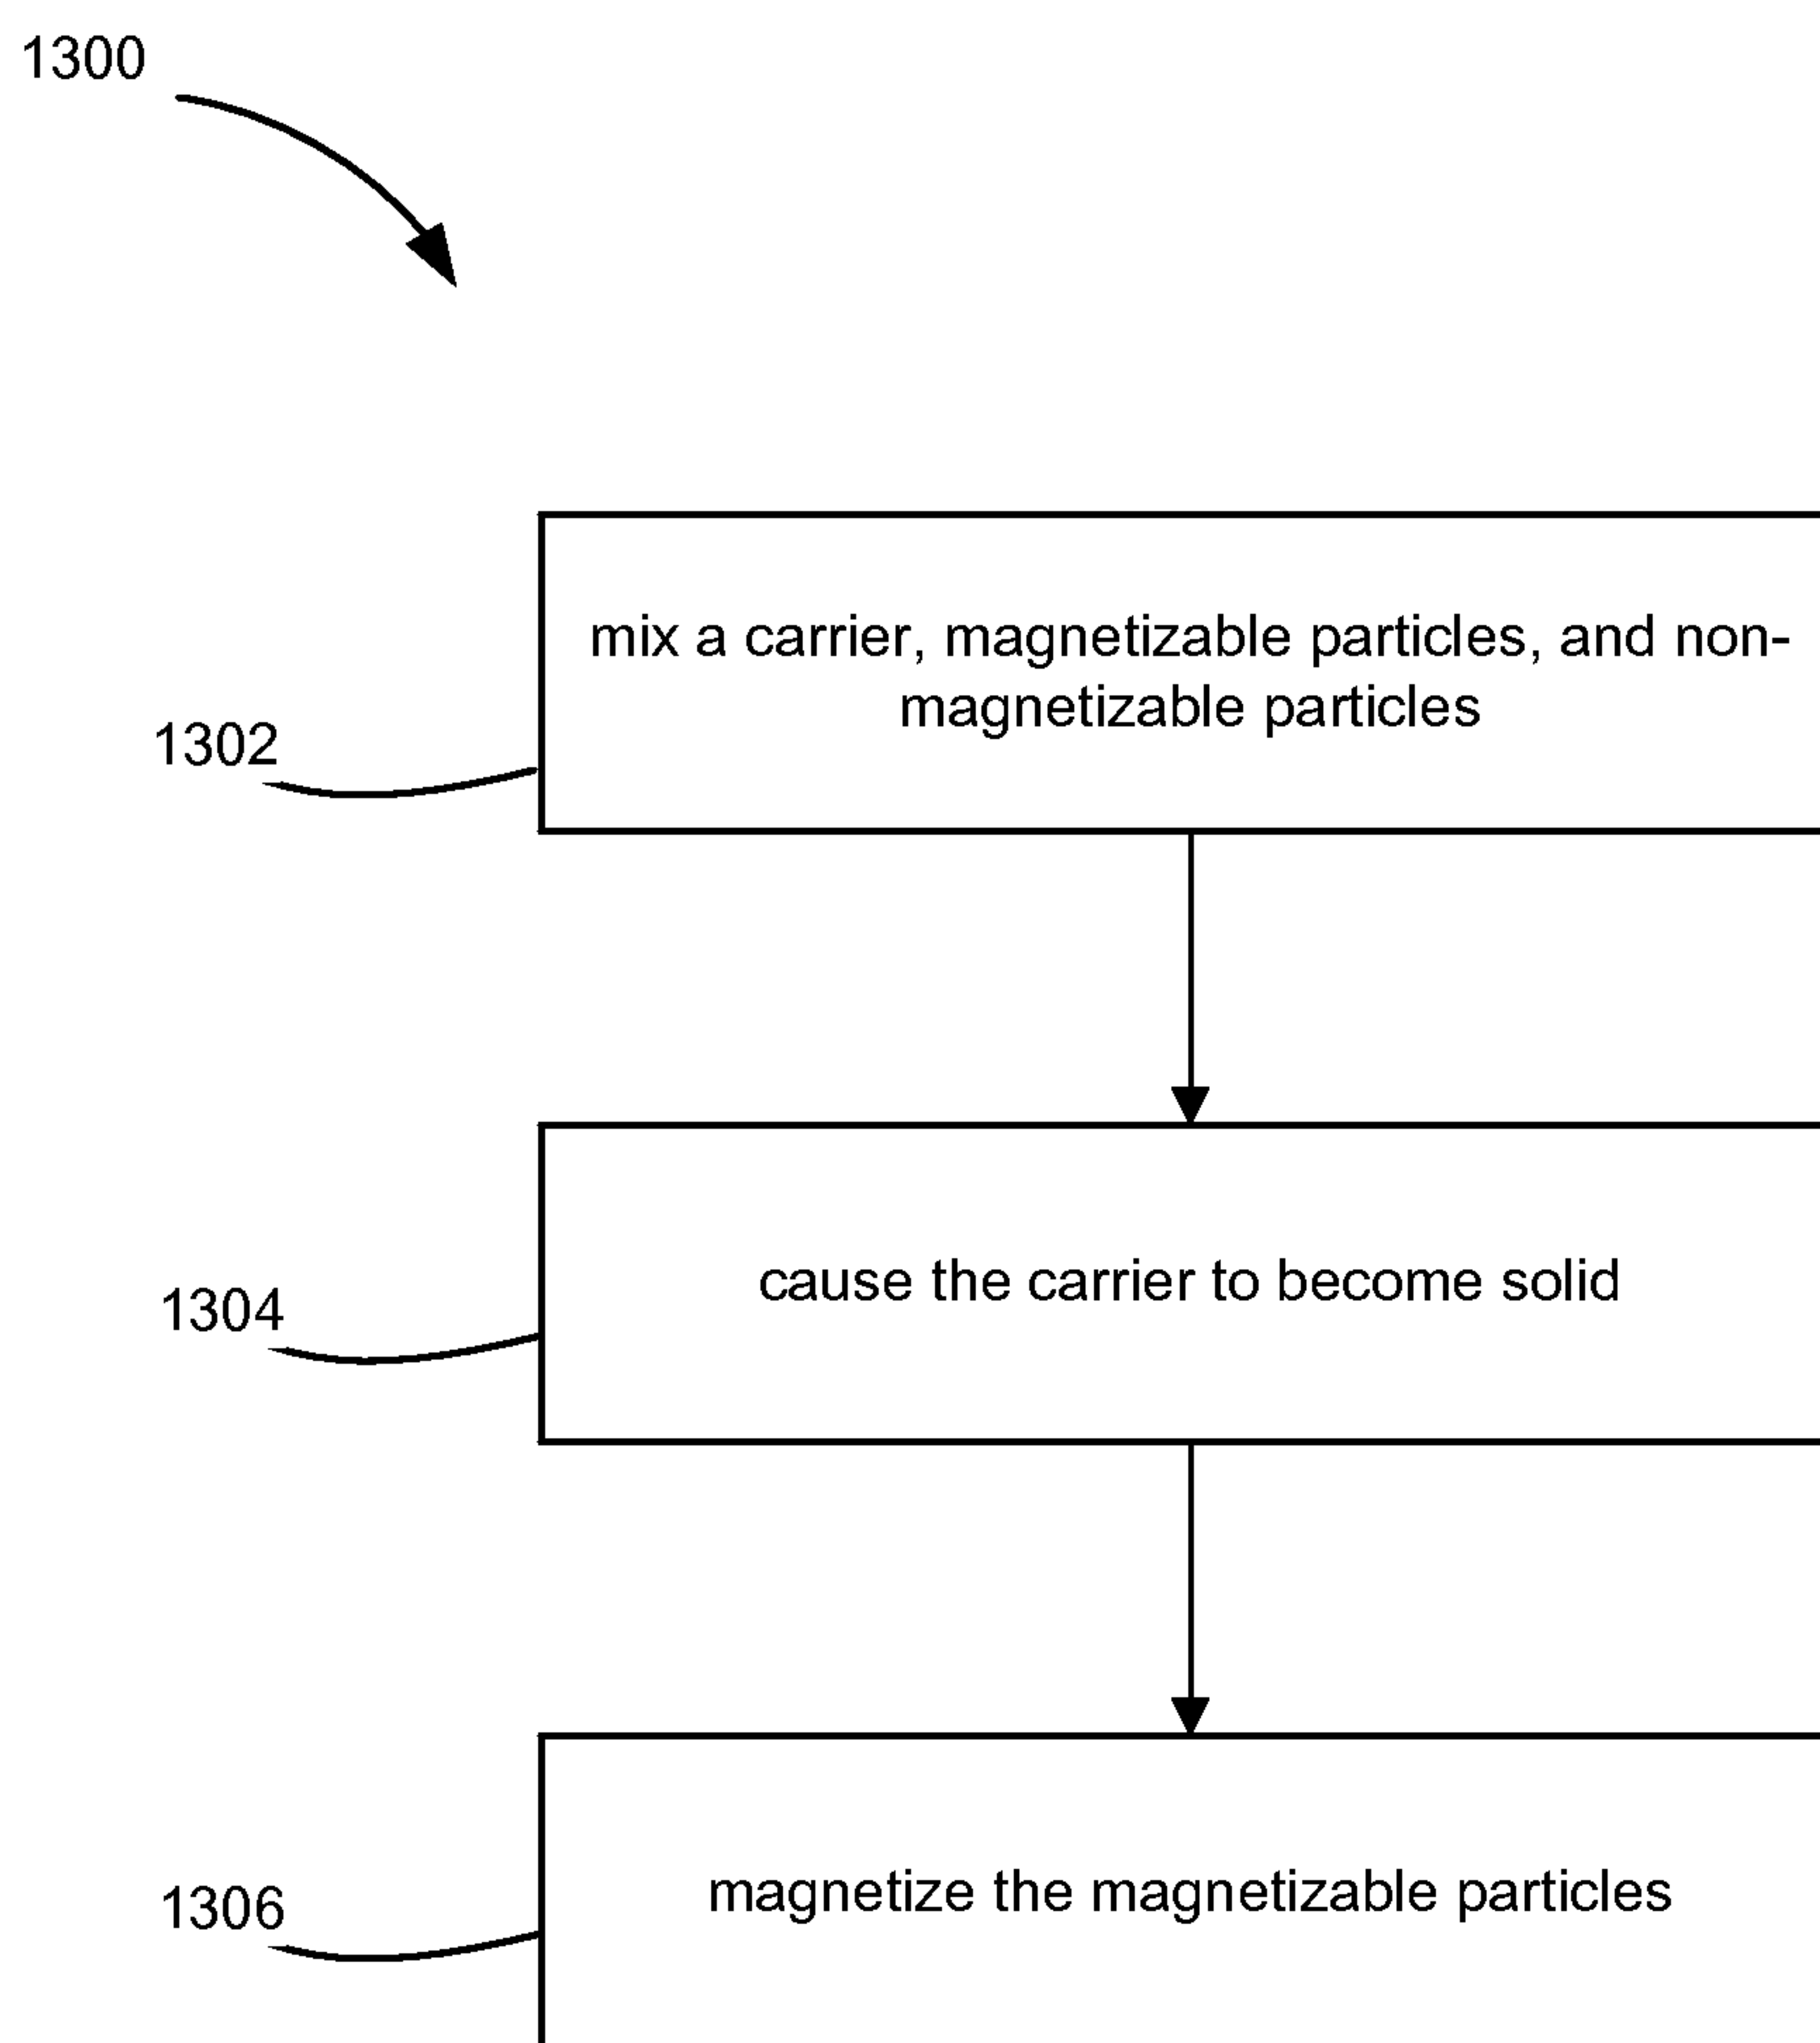 1300
mix a carrier, magnetizable particles, and non-
magnetizable particles
1302
cause the carrier to become solid
1304
magnetize the magnetizable particles
1306